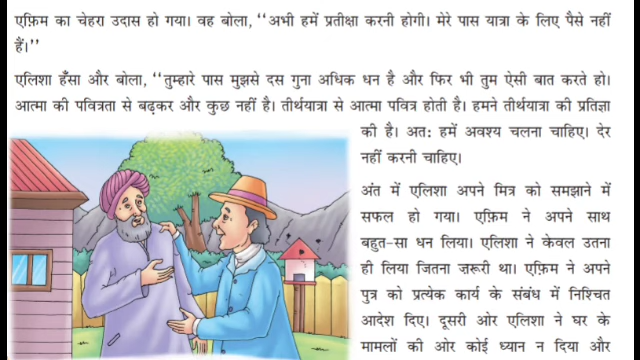 एफ़िम का चेहरा उदास हो गया। वह बोला, ‘‘अभी हमें प्रतीक्षा करनी होगी। मेरे पास यात्रा के लिए पैसे नहीं
हैं।’’
एलिशा हँसा और बोला, ‘‘तुम्हारे पास मुझसे दस गुना अधिक धन है और फिर भी तुम ऐसी बात करते हो।
आत्मा की पवित्रता से बढ़कर और कुछ नहीं है। तीर्थयात्रा से आत्मा पवित्र होती है। हमने तीर्थयात्रा की प्रतिज्ञा
की है। अतः हमें अवश्य चलना चाहिए। देर
नहीं करनी चाहिए।
अंत में एलिशा अपने मित्र को समझाने में
सफल हो गया। एफ़िम ने अपने साथ
बहुत-सा धन लिया। एलिशा ने केवल उतना
ही लिया जितना ज़रूरी था। एफ़िम ने अपने
पुत्र को प्रत्येक कार्य के संबंध में निश्चित
आदेश दिए। दूसरी ओर एलिशा ने घर के
मामलों की ओर कोई ध्यान न दिया और